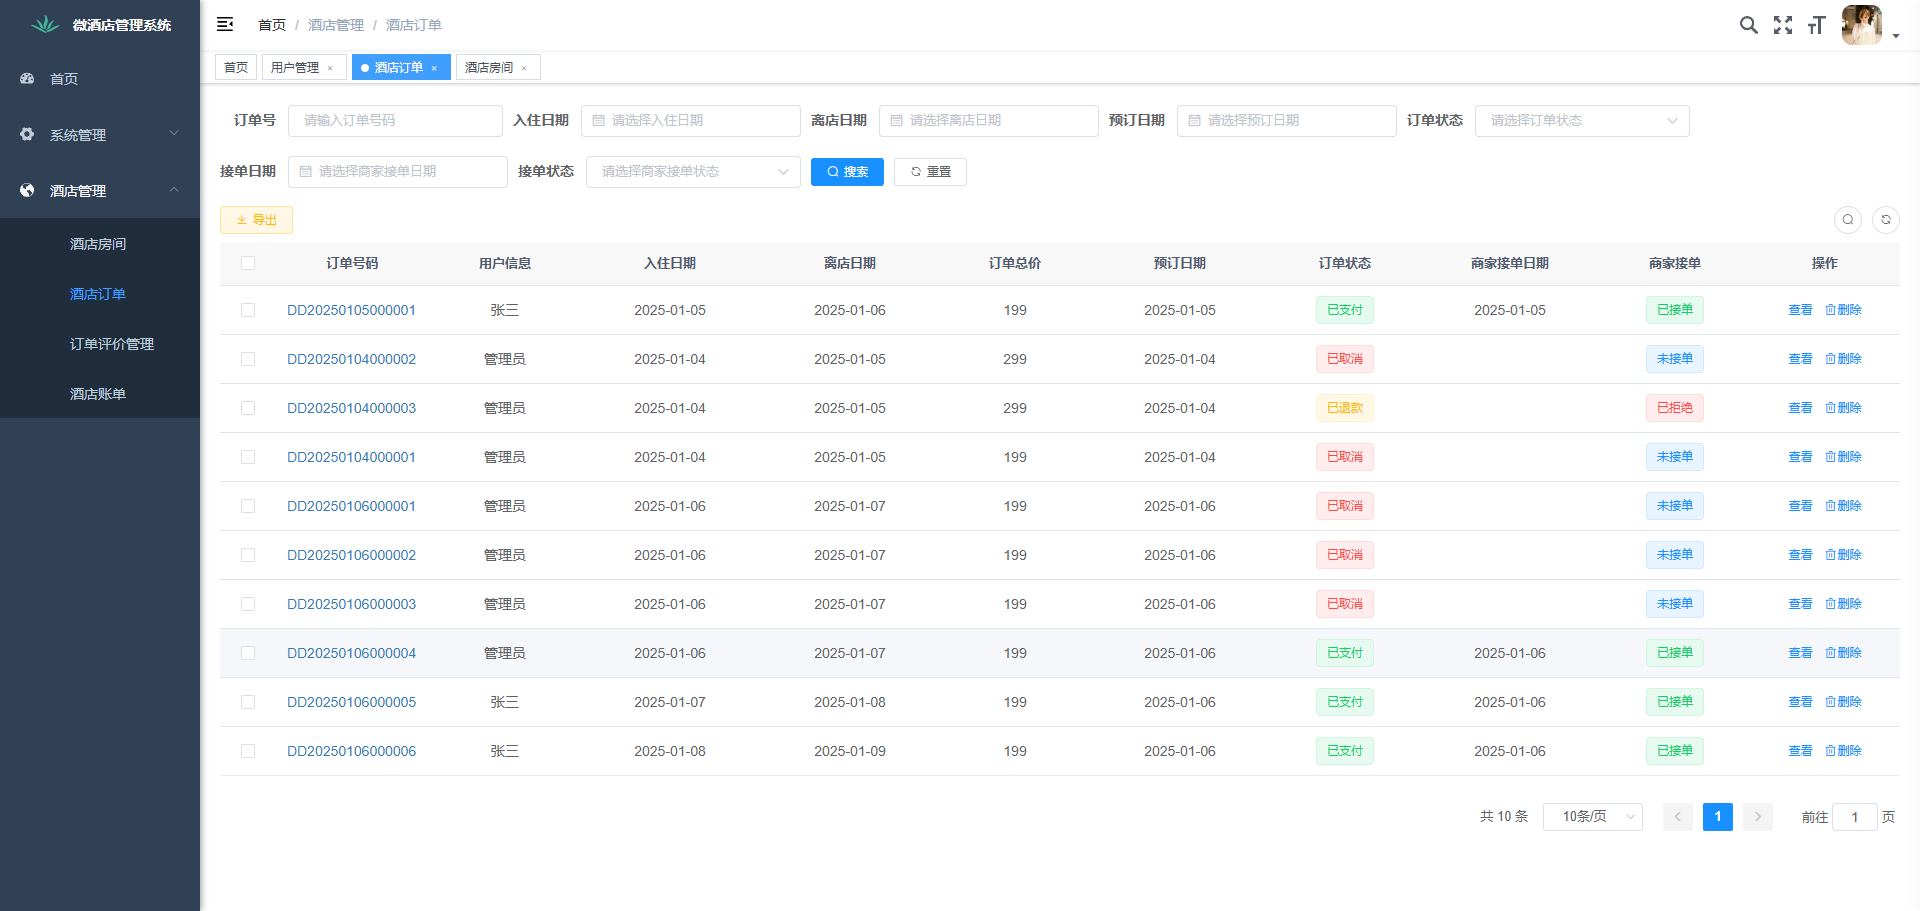 微酒店管理系统
首页
系统管理
酒店管理
酒店房间
酒店订单
订单评价管理
酒店账单
首页 / 酒店管理 / 酒店订单
首页 用户管理 × 酒店订单 × 酒店房间 ×
订单号 请输入订单号码 入住日期 请选择入住日期 离店日期 请选择离店日期 预订日期 请选择预订日期 订单状态 请选择订单状态
接单日期 请选择商家接单日期 接单状态 请选择商家接单状态 搜索 重置
导出
订单号码 用户信息 入住日期 离店日期 订单总价 预订日期 订单状态 商家接单日期 商家接单 操作
DD20250105000001 张三 2025-01-05 2025-01-06 199 2025-01-05 已支付 2025-01-05 已接单 查看 删除
DD20250104000002 管理员 2025-01-04 2025-01-05 299 2025-01-04 已取消 未接单 查看 删除
DD20250104000003 管理员 2025-01-04 2025-01-05 299 2025-01-04 已退款 已拒绝 查看 删除
DD20250104000001 管理员 2025-01-04 2025-01-05 199 2025-01-04 已取消 未接单 查看 删除
DD20250106000001 管理员 2025-01-06 2025-01-07 199 2025-01-06 已取消 未接单 查看 删除
DD20250106000002 管理员 2025-01-06 2025-01-07 199 2025-01-06 已取消 未接单 查看 删除
DD20250106000003 管理员 2025-01-06 2025-01-07 199 2025-01-06 已取消 未接单 查看 删除
DD20250106000004 管理员 2025-01-06 2025-01-07 199 2025-01-06 已支付 2025-01-06 已接单 查看 删除
DD20250106000005 张三 2025-01-07 2025-01-08 199 2025-01-06 已支付 2025-01-06 已接单 查看 删除
DD20250106000006 张三 2025-01-08 2025-01-09 199 2025-01-06 已支付 2025-01-06 已接单 查看 删除
共 10 条 10条/页 1 前往 1 页